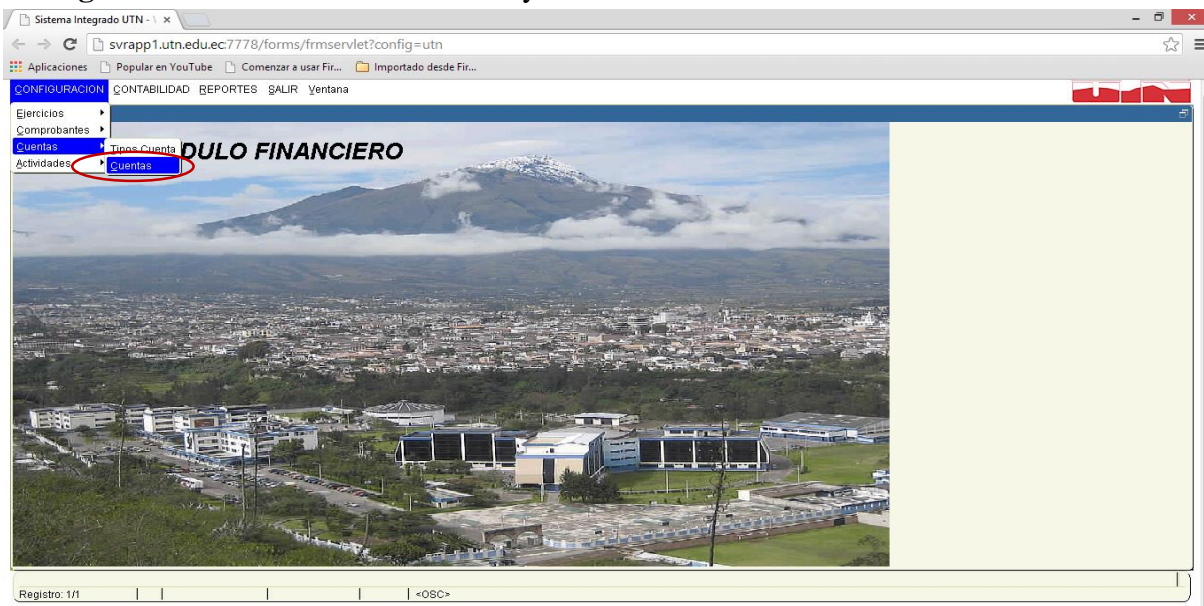 Sistema Integrado UTN - \
svrapp1.utn.edu.ec:7778/forms/frmservlet?config=utn
Aplicaciones Popular en YouTube Comenzar a usar Fir... Importado desde Fir...
CONFIGURACION CONTABILIDAD REPORTES SALIR Ventana
Ejercicios
Comprobantes
Cuentas Tipos Cuenta DULO FINANCIERO
Actividades Cuentas
Registro: 1/1 <OSC>